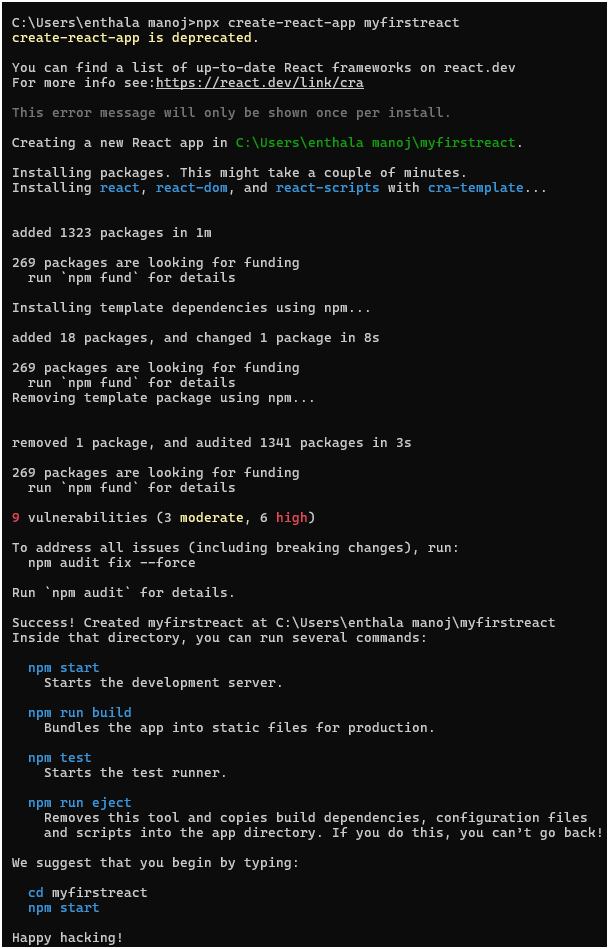 C:\Users\enthala manoj>npx create-react-app myfirstreact
create-react-app is deprecated.
You can find a list of up-to-date React frameworks on react.dev
For more info see:https://react.dev/link/cra
This error message will only be shown once per install.
Creating a new React app in C:\Users\enthala manoj\myfirstreact.
Installing packages. This might take a couple of minutes.
Installing react, react-dom, and react-scripts with cra-template...
added 1323 packages in 1m
269 packages are looking for funding
  run `npm fund` for details
Installing template dependencies using npm...
added 18 packages, and changed 1 package in 8s
269 packages are looking for funding
  run `npm fund` for details
Removing template package using npm...
removed 1 package, and audited 1341 packages in 3s
269 packages are looking for funding
  run `npm fund` for details
9 vulnerabilities (3 moderate, 6 high)
To address all issues (including breaking changes), run:
  npm audit fix --force
Run `npm audit` for details.
Success! Created myfirstreact at C:\Users\enthala manoj\myfirstreact
Inside that directory, you can run several commands:
  npm start
    Starts the development server.
  npm run build
    Bundles the app into static files for production.
  npm test
    Starts the test runner.
  npm run eject
    Removes this tool and copies build dependencies, configuration files
    and scripts into the app directory. If you do this, you can’t go back!
We suggest that you begin by typing:
  cd myfirstreact
  npm start
Happy hacking!